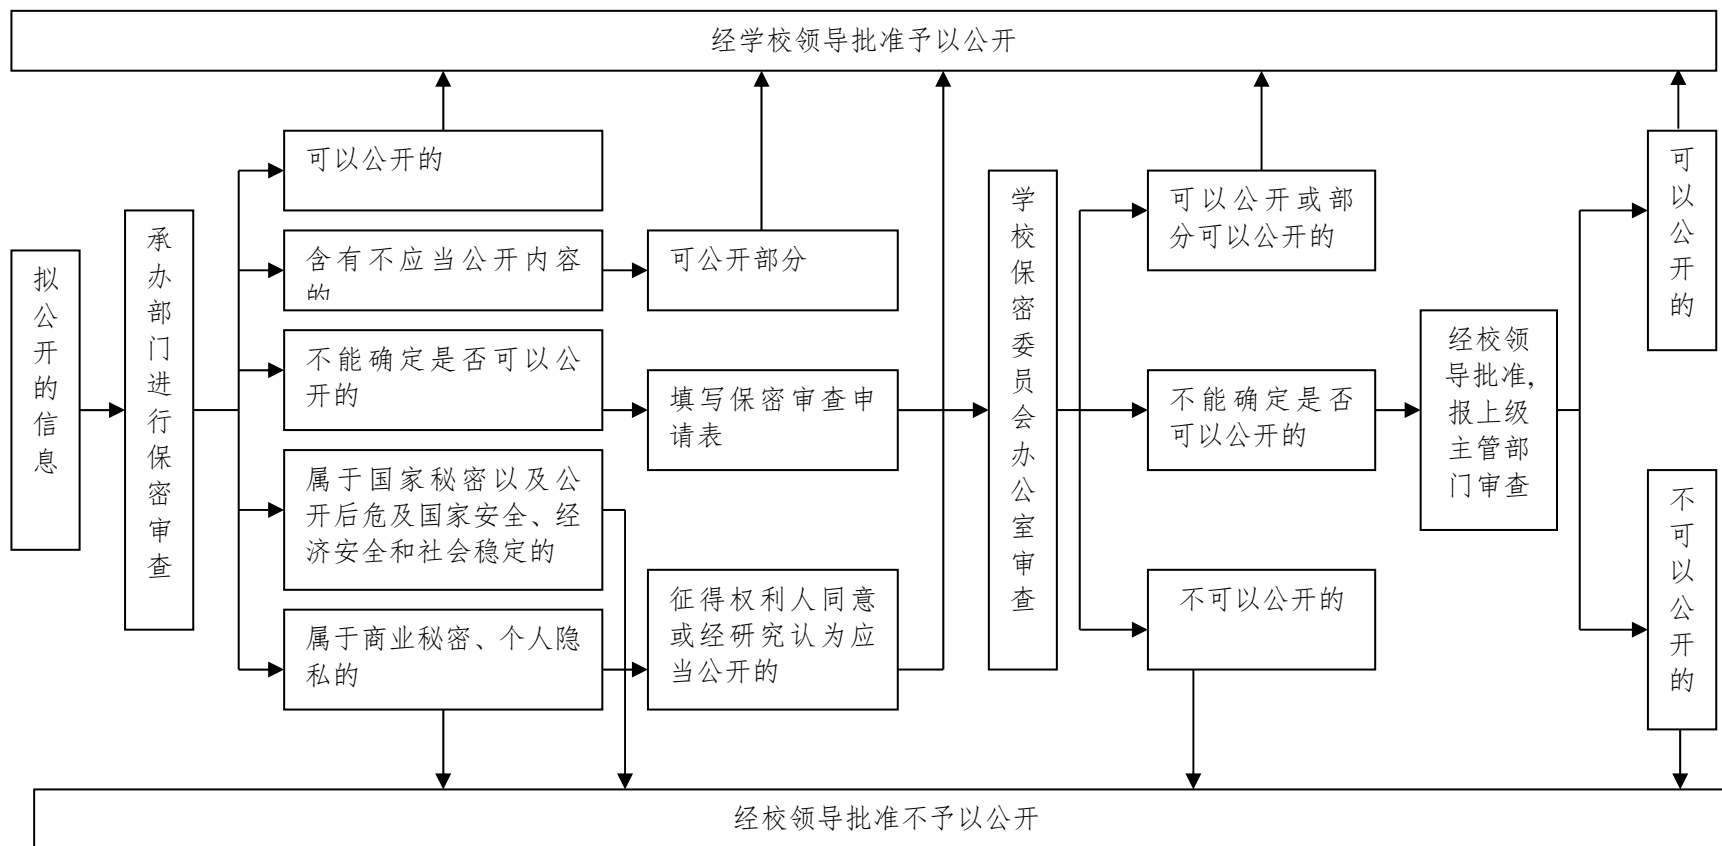 经学校领导批准予以公开
拟公开的信息
承办部门进行保密审查
可以公开的
含有不应当公开内容
的
不能确定是否可以公
开的
属于国家秘密以及公
开后危及国家安全、经
济安全和社会稳定的
属于商业秘密、个人隐
私的
可公开部分
填写保密审查申
请表
征得权利人同意
或经研究认为应
当公开的
学校保密委员会办公室审查
可以公开或部
分可以公开的
不能确定是否
可以公开的
不可以公开的
经校领
导批准,
报上级
主管部
门审查
可以公开的
不可以公开的
经校领导批准不予以公开